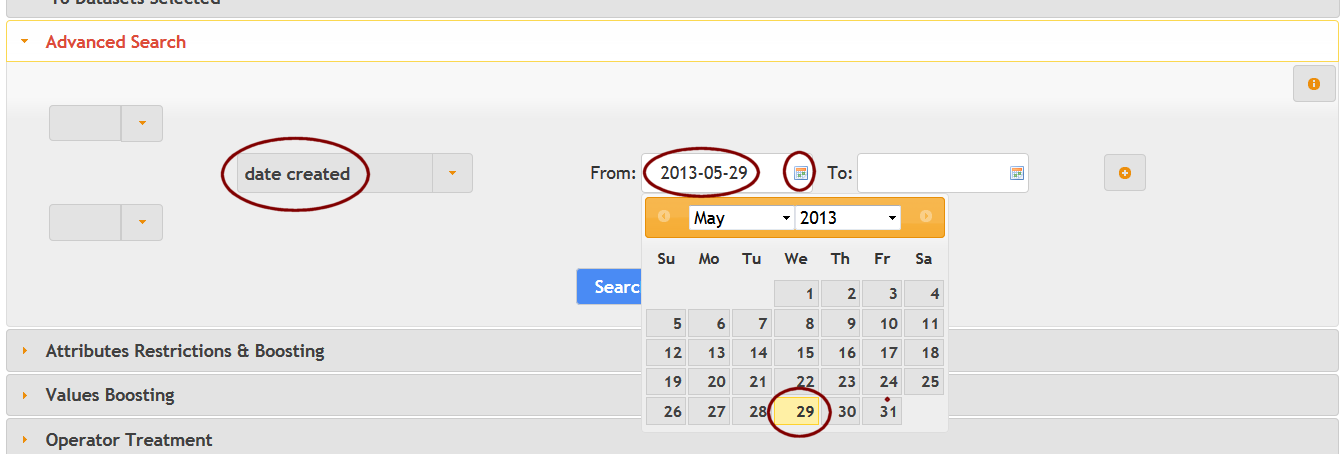 10 Datasets Selected
Advanced Search
date created
From: 2013-05-29 To:
May 2013
Su Mo Tu We Th Fr Sa
1 2 3 4
5 6 7 8 9 10 11
12 13 14 15 16 17 18
Searc
19 20 21 22 23 24 25
26 27 28 29 30 31
Attributes Restrictions & Boosting
Values Boosting
Operator Treatment